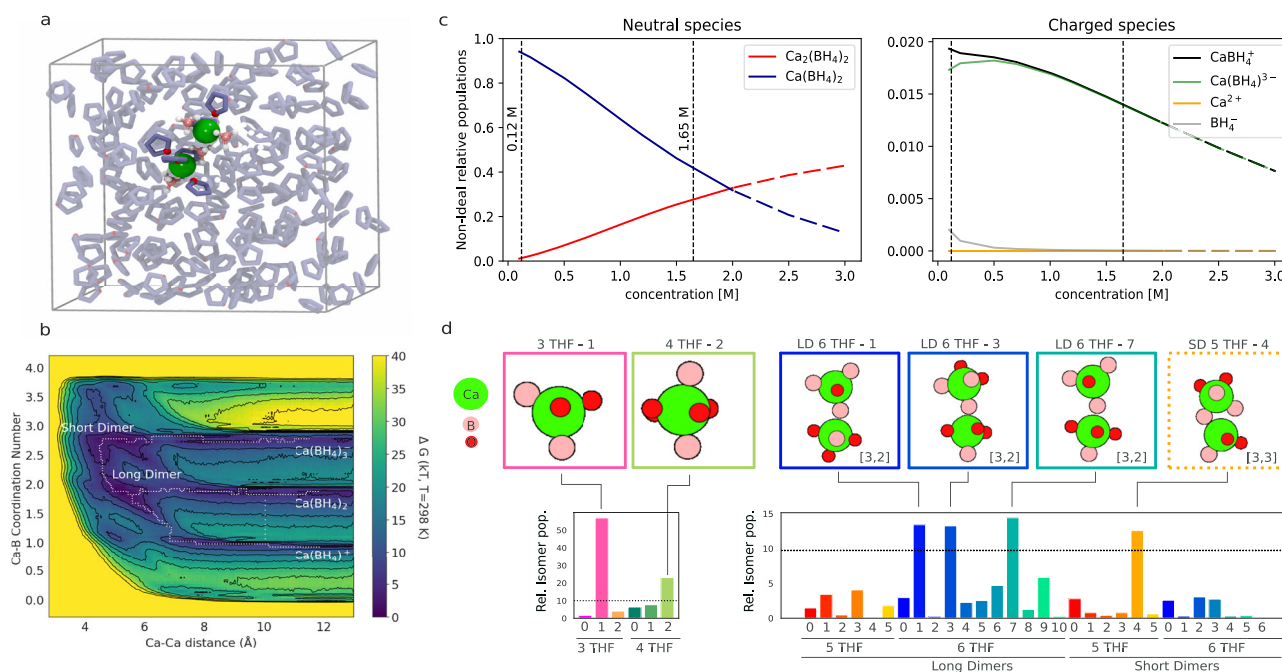 a
b
Ca-B Coordination Number
4.0
3.5
3.0
2.5
2.0
1.5
1.0
0.5
0.0
Short Dimer
Long Dimer
Ca(BH₄)₃⁻
Ca(BH₄)₂
Ca(BH₄)⁺
4
6
8
10
12
Ca-Ca distance (Å)
40
35
30
25
20
15
10
5
0
Δ G (KT, T=298 K)
c
Neutral species
Non-Ideal relative populations
1.0
0.8
0.6
0.4
0.2
0.0
Ca₂(BH₄)₂
Ca(BH₄)₂
0.12 M
1.65 M
0.0
0.5
1.0
1.5
2.0
2.5
3.0
concentration [M]
Charged species
0.020
0.015
0.010
0.005
0.000
CaBH₄⁺
Ca(BH₄)³⁻
Ca²⁺
BH₄⁻
0.0
0.5
1.0
1.5
2.0
2.5
3.0
concentration [M]
d
Ca
B
O
3 THF - 1
4 THF - 2
LD 6 THF - 1
LD 6 THF - 3
LD 6 THF - 7
SD 5 THF - 4
[3,2]
[3,2]
[3,2]
[3,3]
Rel. Isomer pop.
50
40
30
20
10
0
0 1 2 0 1 2
3 THF 4 THF
Rel. Isomer pop.
15
10
5
0
0 1 2 3 4 5 0 1 2 3 4 5 6 7 8 9 10 0 1 2 3 4 5 0 1 2 3 4 5 6
5 THF 6 THF 5 THF 6 THF
Long Dimers Short Dimers